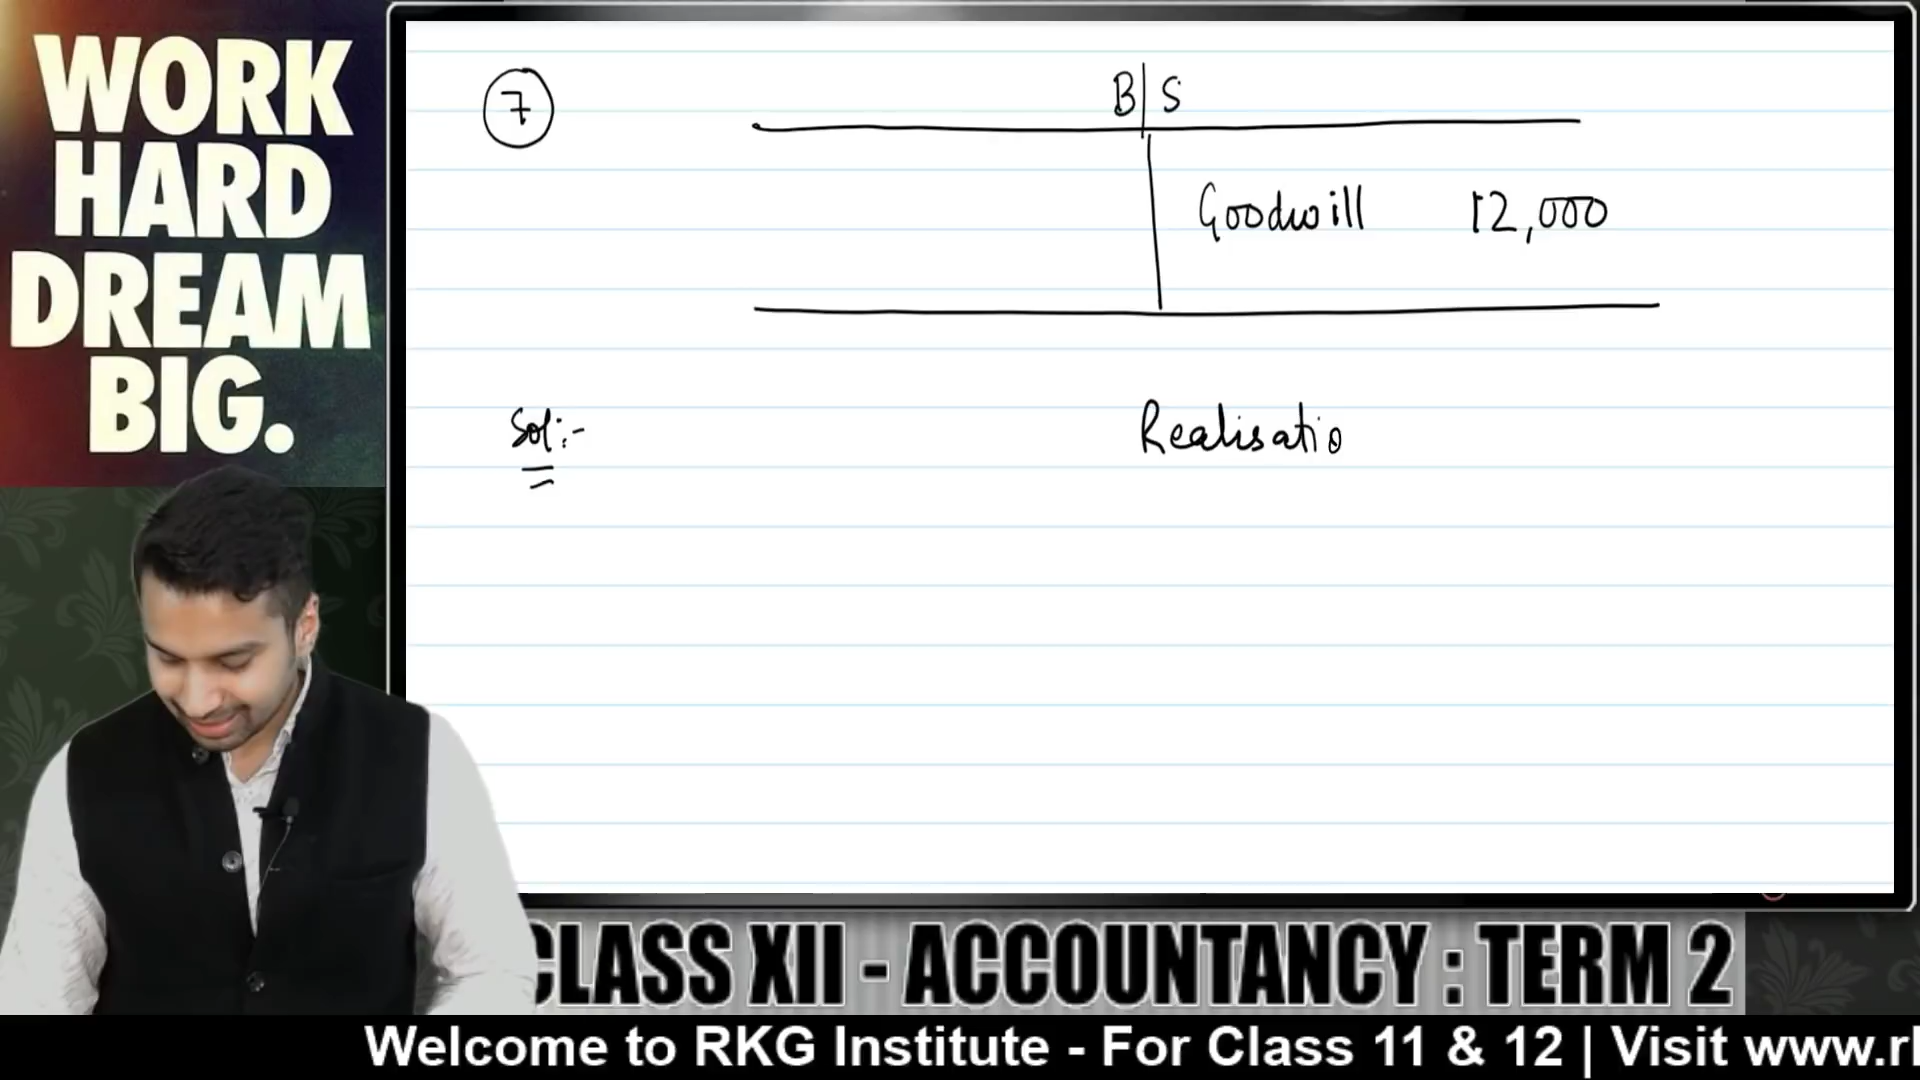 WORK
HARD
DREAM
BIG.
7
B/S
Goodwill 12,000
Sol:-
Realisatio
CLASS XII - ACCOUNTANCY : TERM 2
Welcome to RKG Institute - For Class 11 & 12 | Visit www.rl